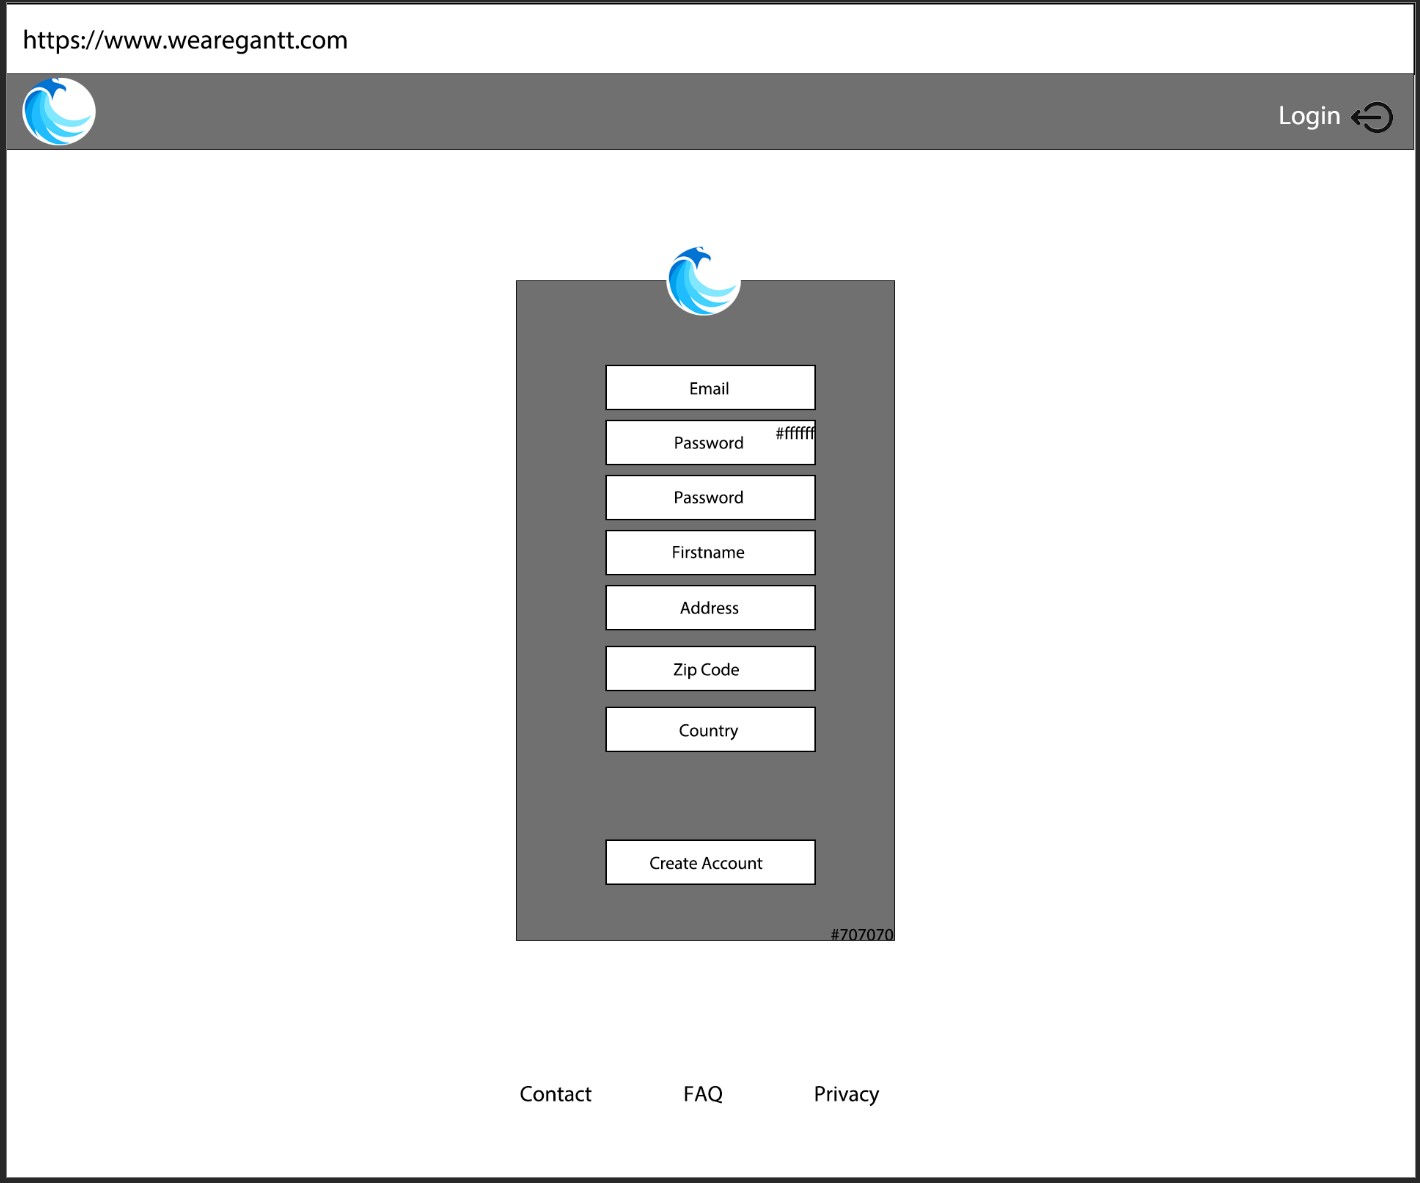 https://www.wearegantt.com
Login
Email
#ffffff
Password
Password
Firstname
Address
Zip Code
Country
Create Account
#707070
Contact FAQ Privacy